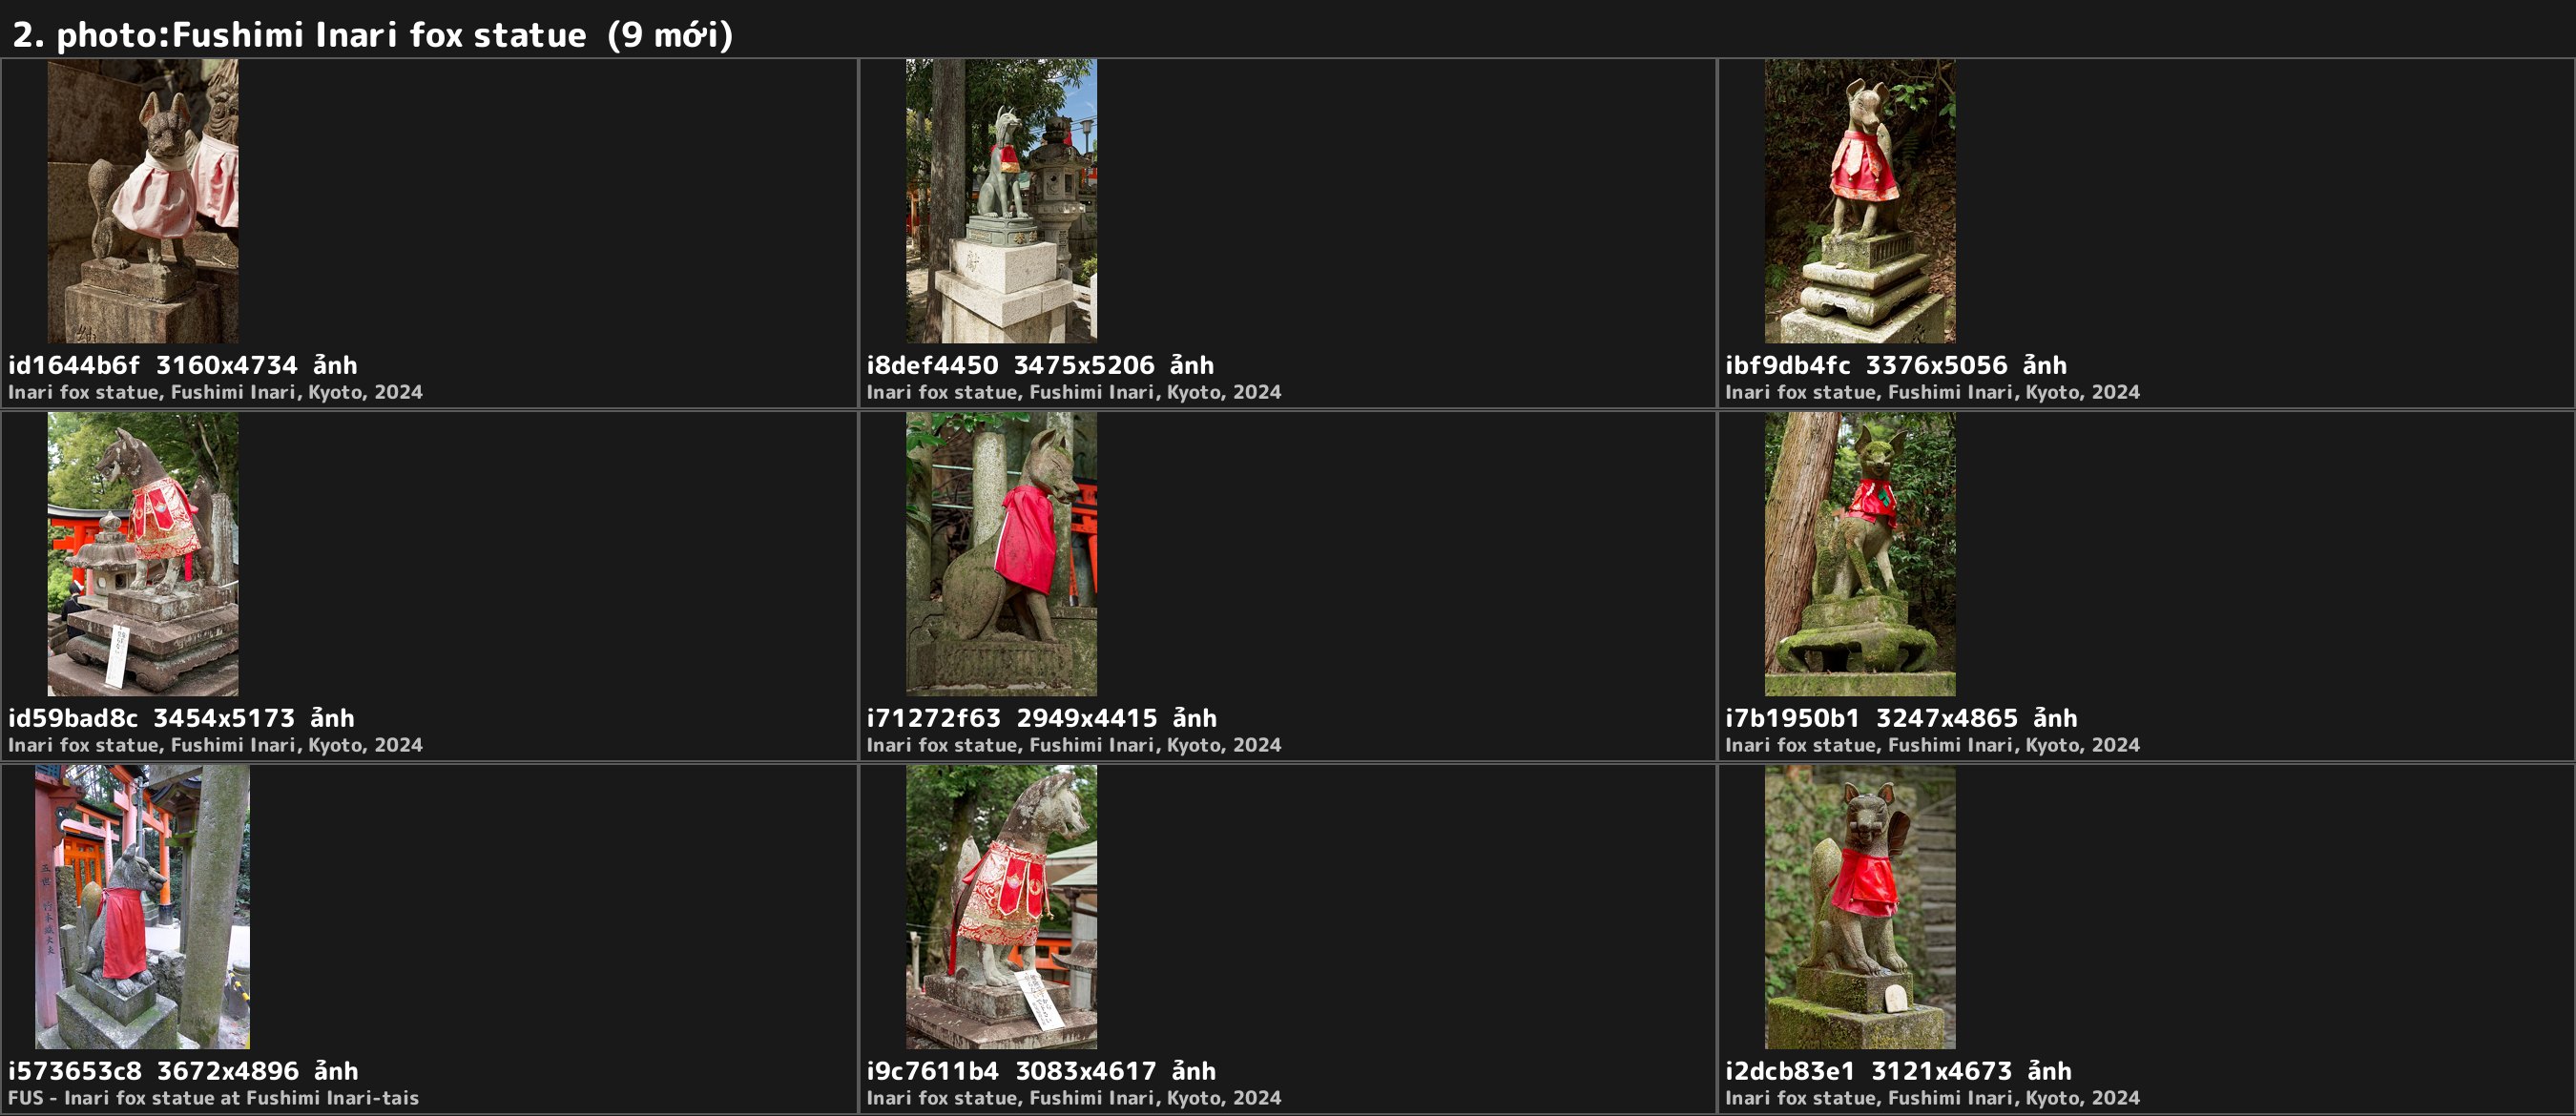 2. photo:Fushimi Inari fox statue (9 mới)
id1644b6f 3160x4734 ảnh
Inari fox statue, Fushimi Inari, Kyoto, 2024
i8def4450 3475x5206 ảnh
Inari fox statue, Fushimi Inari, Kyoto, 2024
ibf9db4fc 3376x5056 ảnh
Inari fox statue, Fushimi Inari, Kyoto, 2024
id59bad8c 3454x5173 ảnh
Inari fox statue, Fushimi Inari, Kyoto, 2024
i71272f63 2949x4415 ảnh
Inari fox statue, Fushimi Inari, Kyoto, 2024
i7b1950b1 3247x4865 ảnh
Inari fox statue, Fushimi Inari, Kyoto, 2024
i573653c8 3672x4896 ảnh
FUS - Inari fox statue at Fushimi Inari-tais
i9c7611b4 3083x4617 ảnh
Inari fox statue, Fushimi Inari, Kyoto, 2024
i2dcb83e1 3121x4673 ảnh
Inari fox statue, Fushimi Inari, Kyoto, 2024